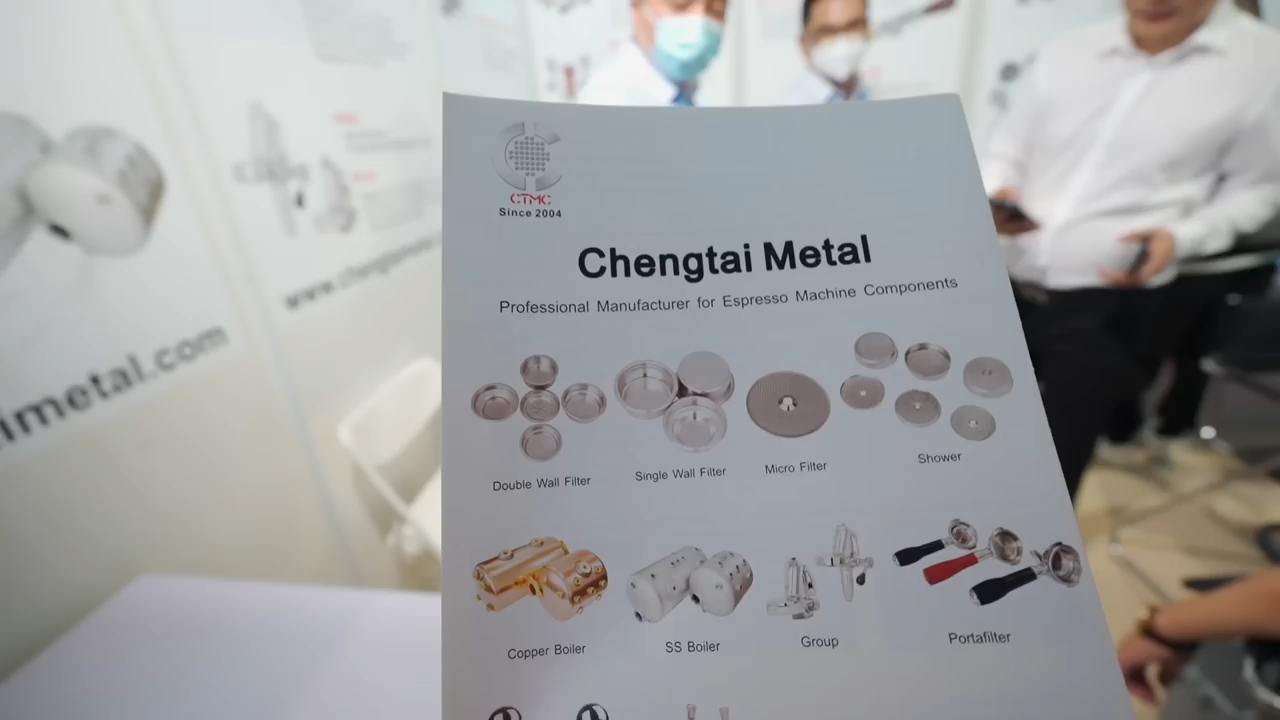 CTMC
Since 2004
Chengtai Metal
Professional Manufacturer for Espresso Machine Components
Double Wall Filter
Single Wall Filter
Micro Filter
Shower
Copper Boiler
SS Boiler
Group
Portafilter
imetal.com